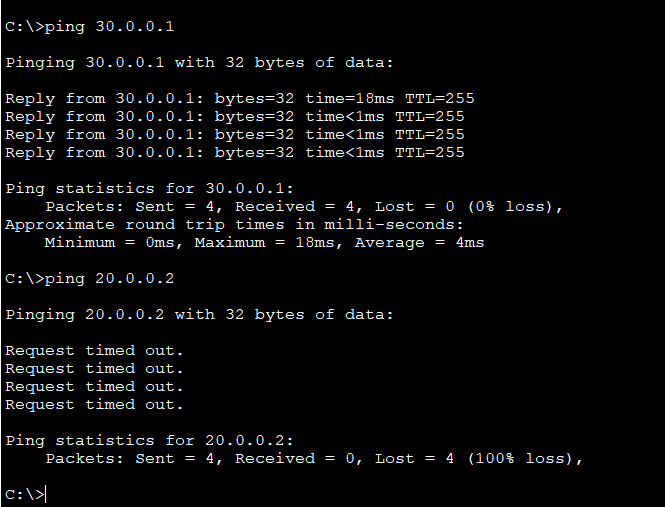 C:\>ping 30.0.0.1
Pinging 30.0.0.1 with 32 bytes of data:
Reply from 30.0.0.1: bytes=32 time=18ms TTL=255
Reply from 30.0.0.1: bytes=32 time<1ms TTL=255
Reply from 30.0.0.1: bytes=32 time<1ms TTL=255
Reply from 30.0.0.1: bytes=32 time<1ms TTL=255
Ping statistics for 30.0.0.1:
    Packets: Sent = 4, Received = 4, Lost = 0 (0% loss),
Approximate round trip times in milli-seconds:
    Minimum = 0ms, Maximum = 18ms, Average = 4ms
C:\>ping 20.0.0.2
Pinging 20.0.0.2 with 32 bytes of data:
Request timed out.
Request timed out.
Request timed out.
Request timed out.
Ping statistics for 20.0.0.2:
    Packets: Sent = 4, Received = 0, Lost = 4 (100% loss),
C:\>